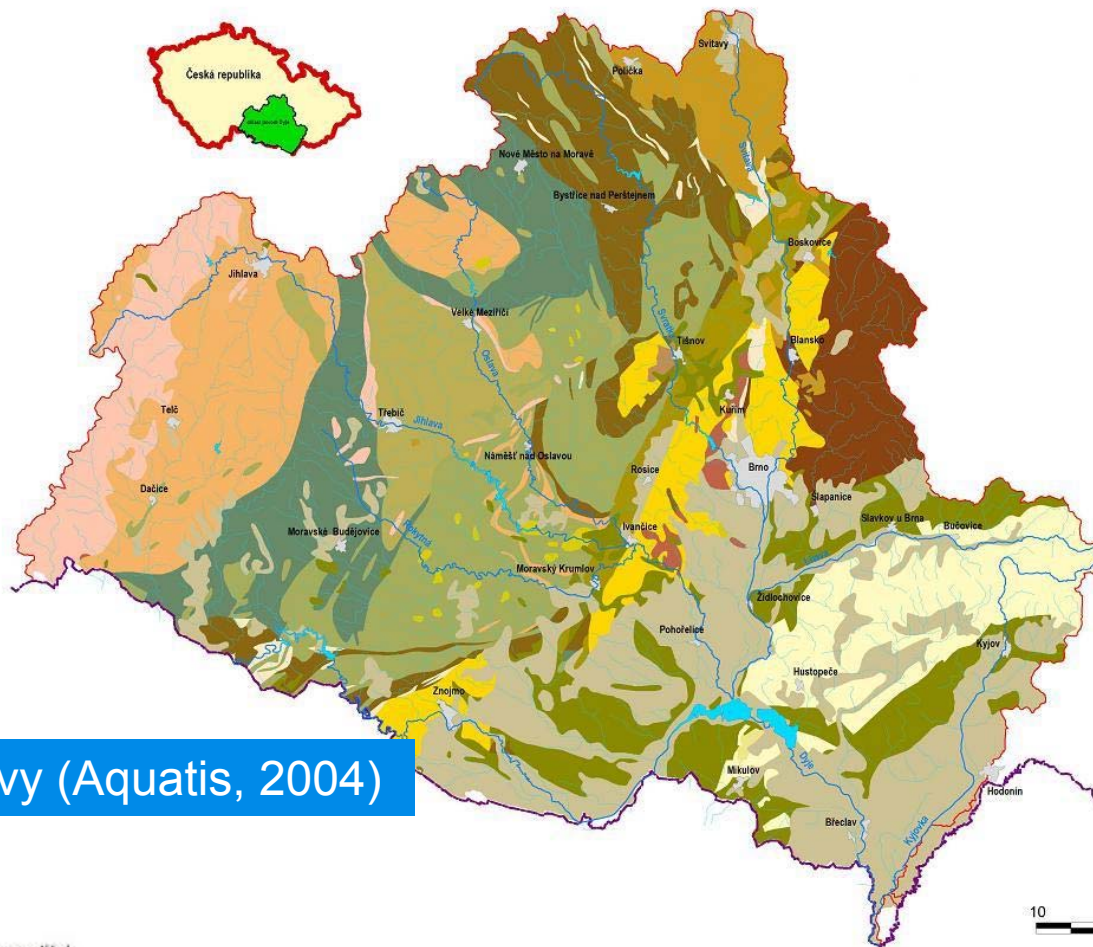 Česká republika
Svitavy
Polička
Svitava
Nové Město na Moravě
Bystřice nad Perštejnem
Boskovice
Jihlava
Velké Meziříčí
Oslava
Svratka
Tišnov
Blansko
Telč
Třebíč
Jihlava
Kuřim
Náměšť nad Oslavou
Rosice
Brno
Dačice
Šlapanice
Slavkov u Brna
Bučovice
Moravské Budějovice
Rokytná
Ivančice
Moravský Krumlov
Židlochovice
Pohořelice
Kyjov
Hustopeče
Znojmo
Dyje
vy (Aquatis, 2004)
Mikulov
Hodonín
Břeclav
Kyjovka
10